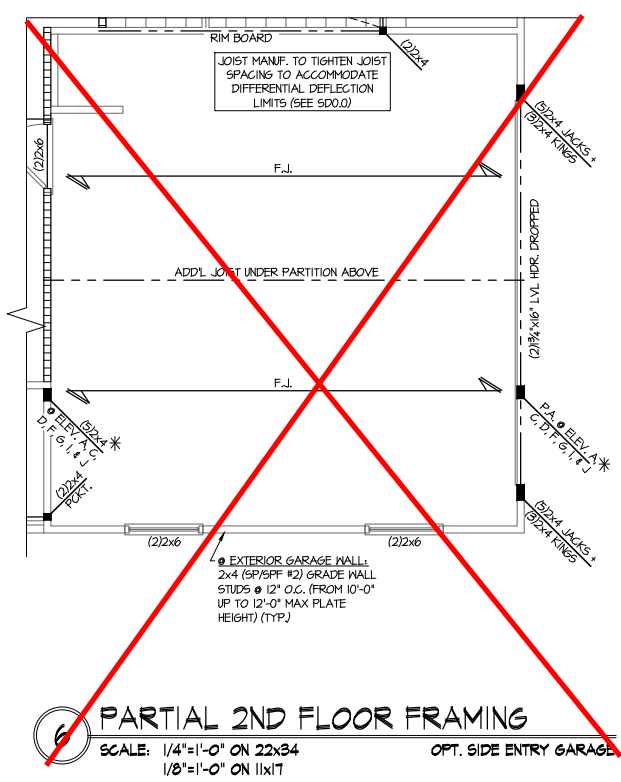 RIM BOARD
(2)2x4
JOIST MANUF. TO TIGHTEN JOIST
SPACING TO ACCOMMODATE
DIFFERENTIAL DEFLECTION
LIMITS (SEE SD0.0)
(5)2x4 JACKS +
(3)2x4 KINGS
(2)2x6
F.J.
(2)1¾"x16" LVL HDR. DROPPED
ADD'L JOIST UNDER PARTITION ABOVE
F.J.
(5)2x4 *
@ ELEV. A, C,
D, F, G, I, & J
P.A. @ ELEV. A, *
C, D, F, G, I, & J
(2)2x4
PCKT.
(5)2x4 JACKS +
(3)2x4 KINGS
(2)2x6
(2)2x6
@ EXTERIOR GARAGE WALL:
2x4 (SP/SPF #2) GRADE WALL
STUDS @ 12" O.C. (FROM 10'-0"
UP TO 12'-0" MAX PLATE
HEIGHT) (TYP.)
6
PARTIAL 2ND FLOOR FRAMING
SCALE: 1/4"=1'-0" ON 22x34
OPT. SIDE ENTRY GARAGE
1/8"=1'-0" ON 11x17